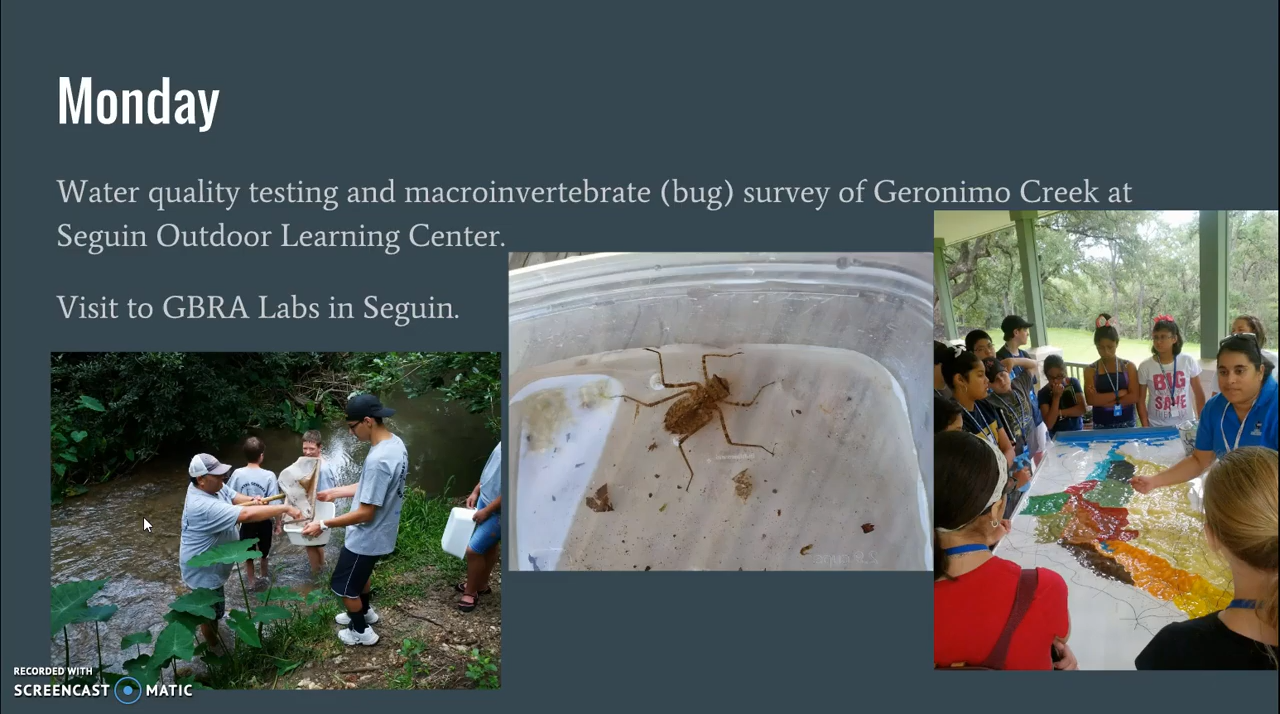 Monday
Water quality testing and macroinvertebrate (bug) survey of Geronimo Creek at
Seguin Outdoor Learning Center.
Visit to GBRA Labs in Seguin.
BIG
SAVE
RECORDED WITH
SCREENCAST MATIC